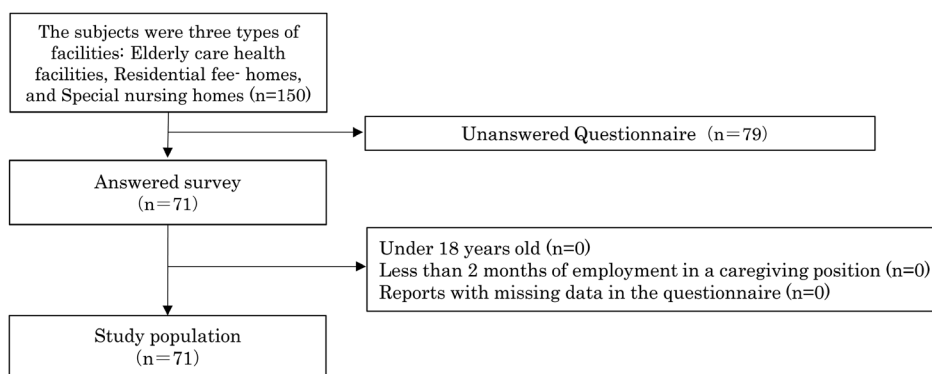 The subjects were three types of
facilities: Elderly care health
facilities, Residential fee- homes,
and Special nursing homes (n=150)
Unanswered Questionnaire (n=79)
Answered survey
(n=71)
Under 18 years old (n=0)
Less than 2 months of employment in a caregiving position (n=0)
Reports with missing data in the questionnaire (n=0)
Study population
(n=71)